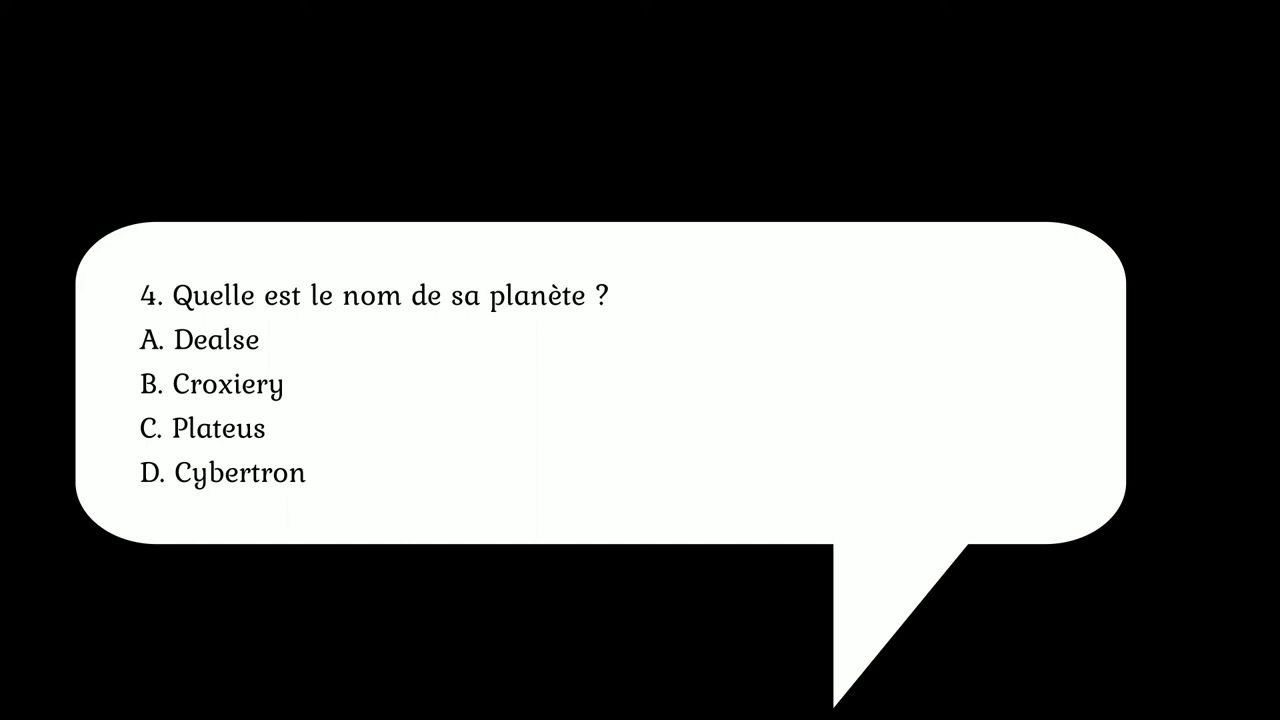 4. Quelle est le nom de sa planète ?
A. Dealse
B. Croxiery
C. Plateus
D. Cybertron